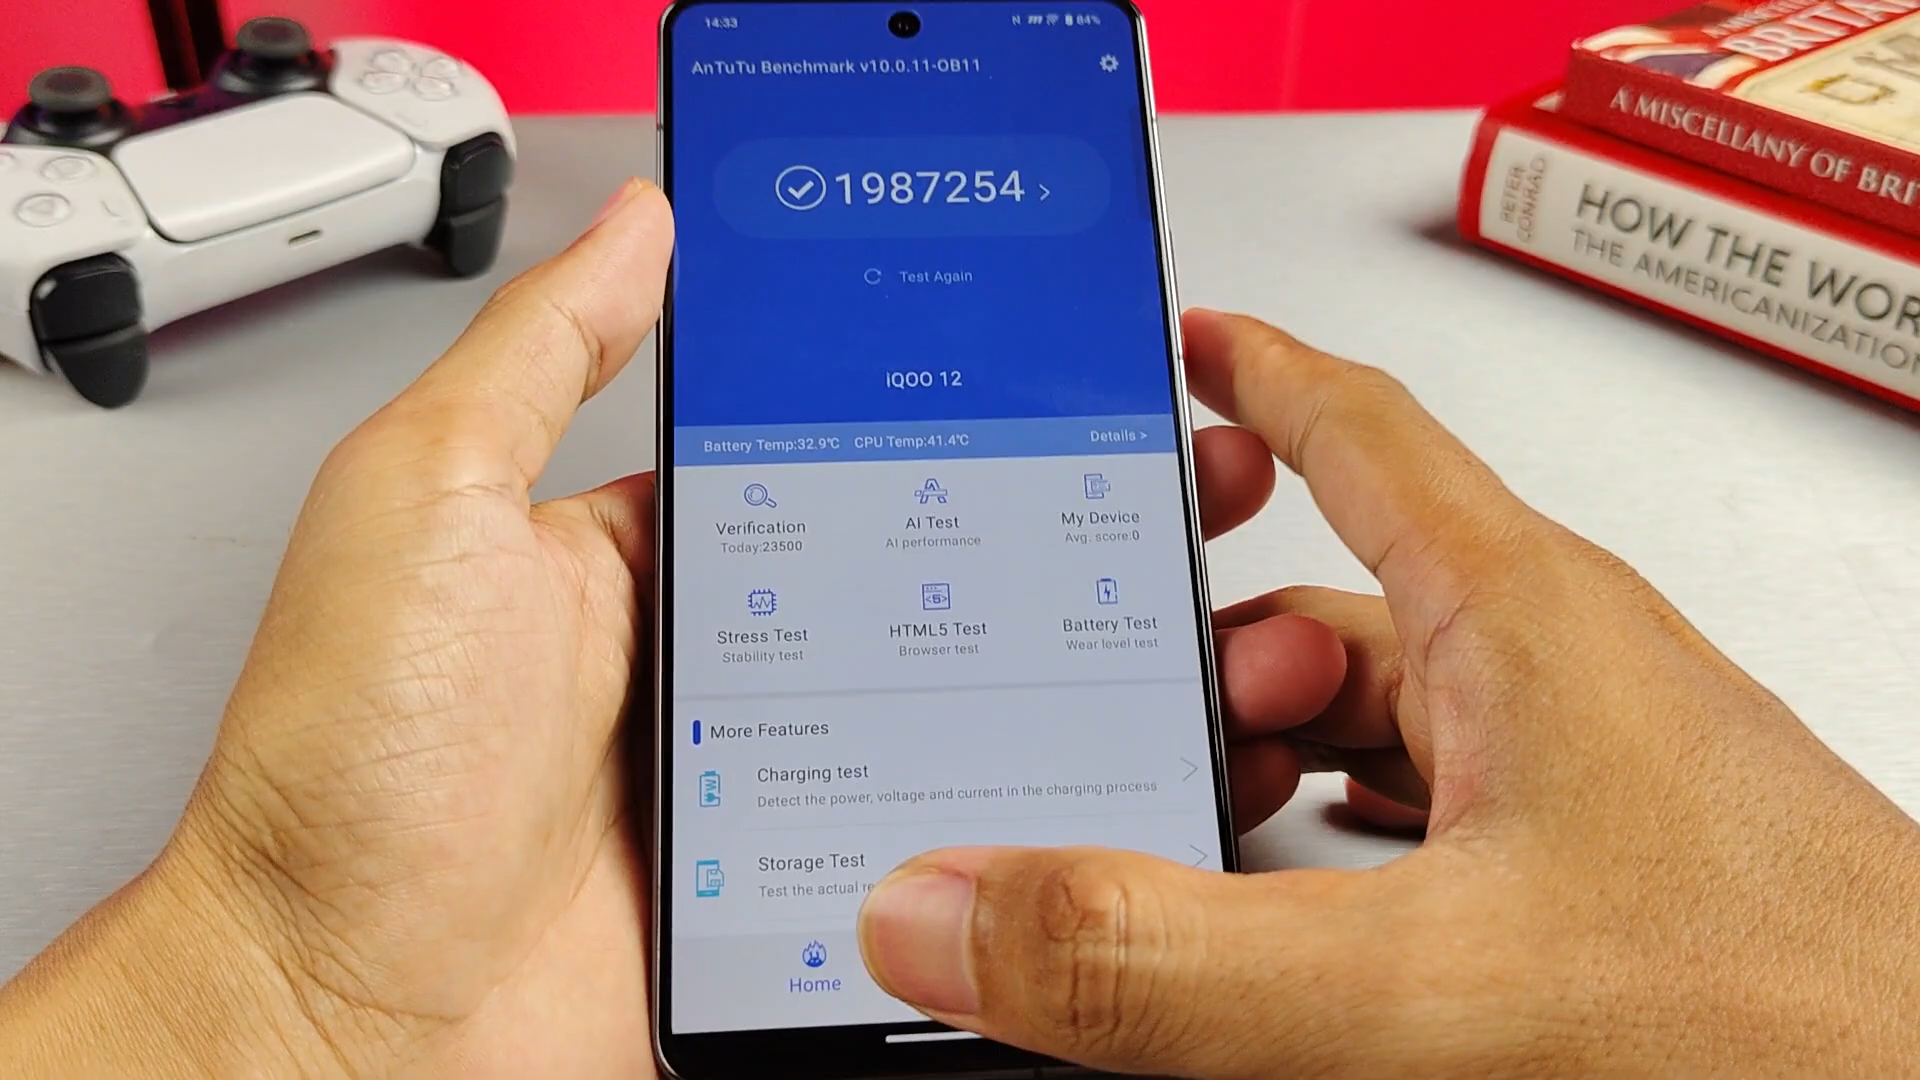 14:33
84%
AnTuTu Benchmark v10.0.11-OB11
1987254 >
Test Again
iQOO 12
Battery Temp:32.9℃ CPU Temp:41.4℃
Details >
Verification
Today:23500
AI Test
AI performance
My Device
Avg. score:0
Stress Test
Stability test
HTML5 Test
Browser test
Battery Test
Wear level test
More Features
Charging test
Detect the power, voltage and current in the charging process
Storage Test
Test the actual re
Home
A MISCELLANY OF BRIT
PETER
CONRAD
HOW THE WOR
THE AMERICANIZATION